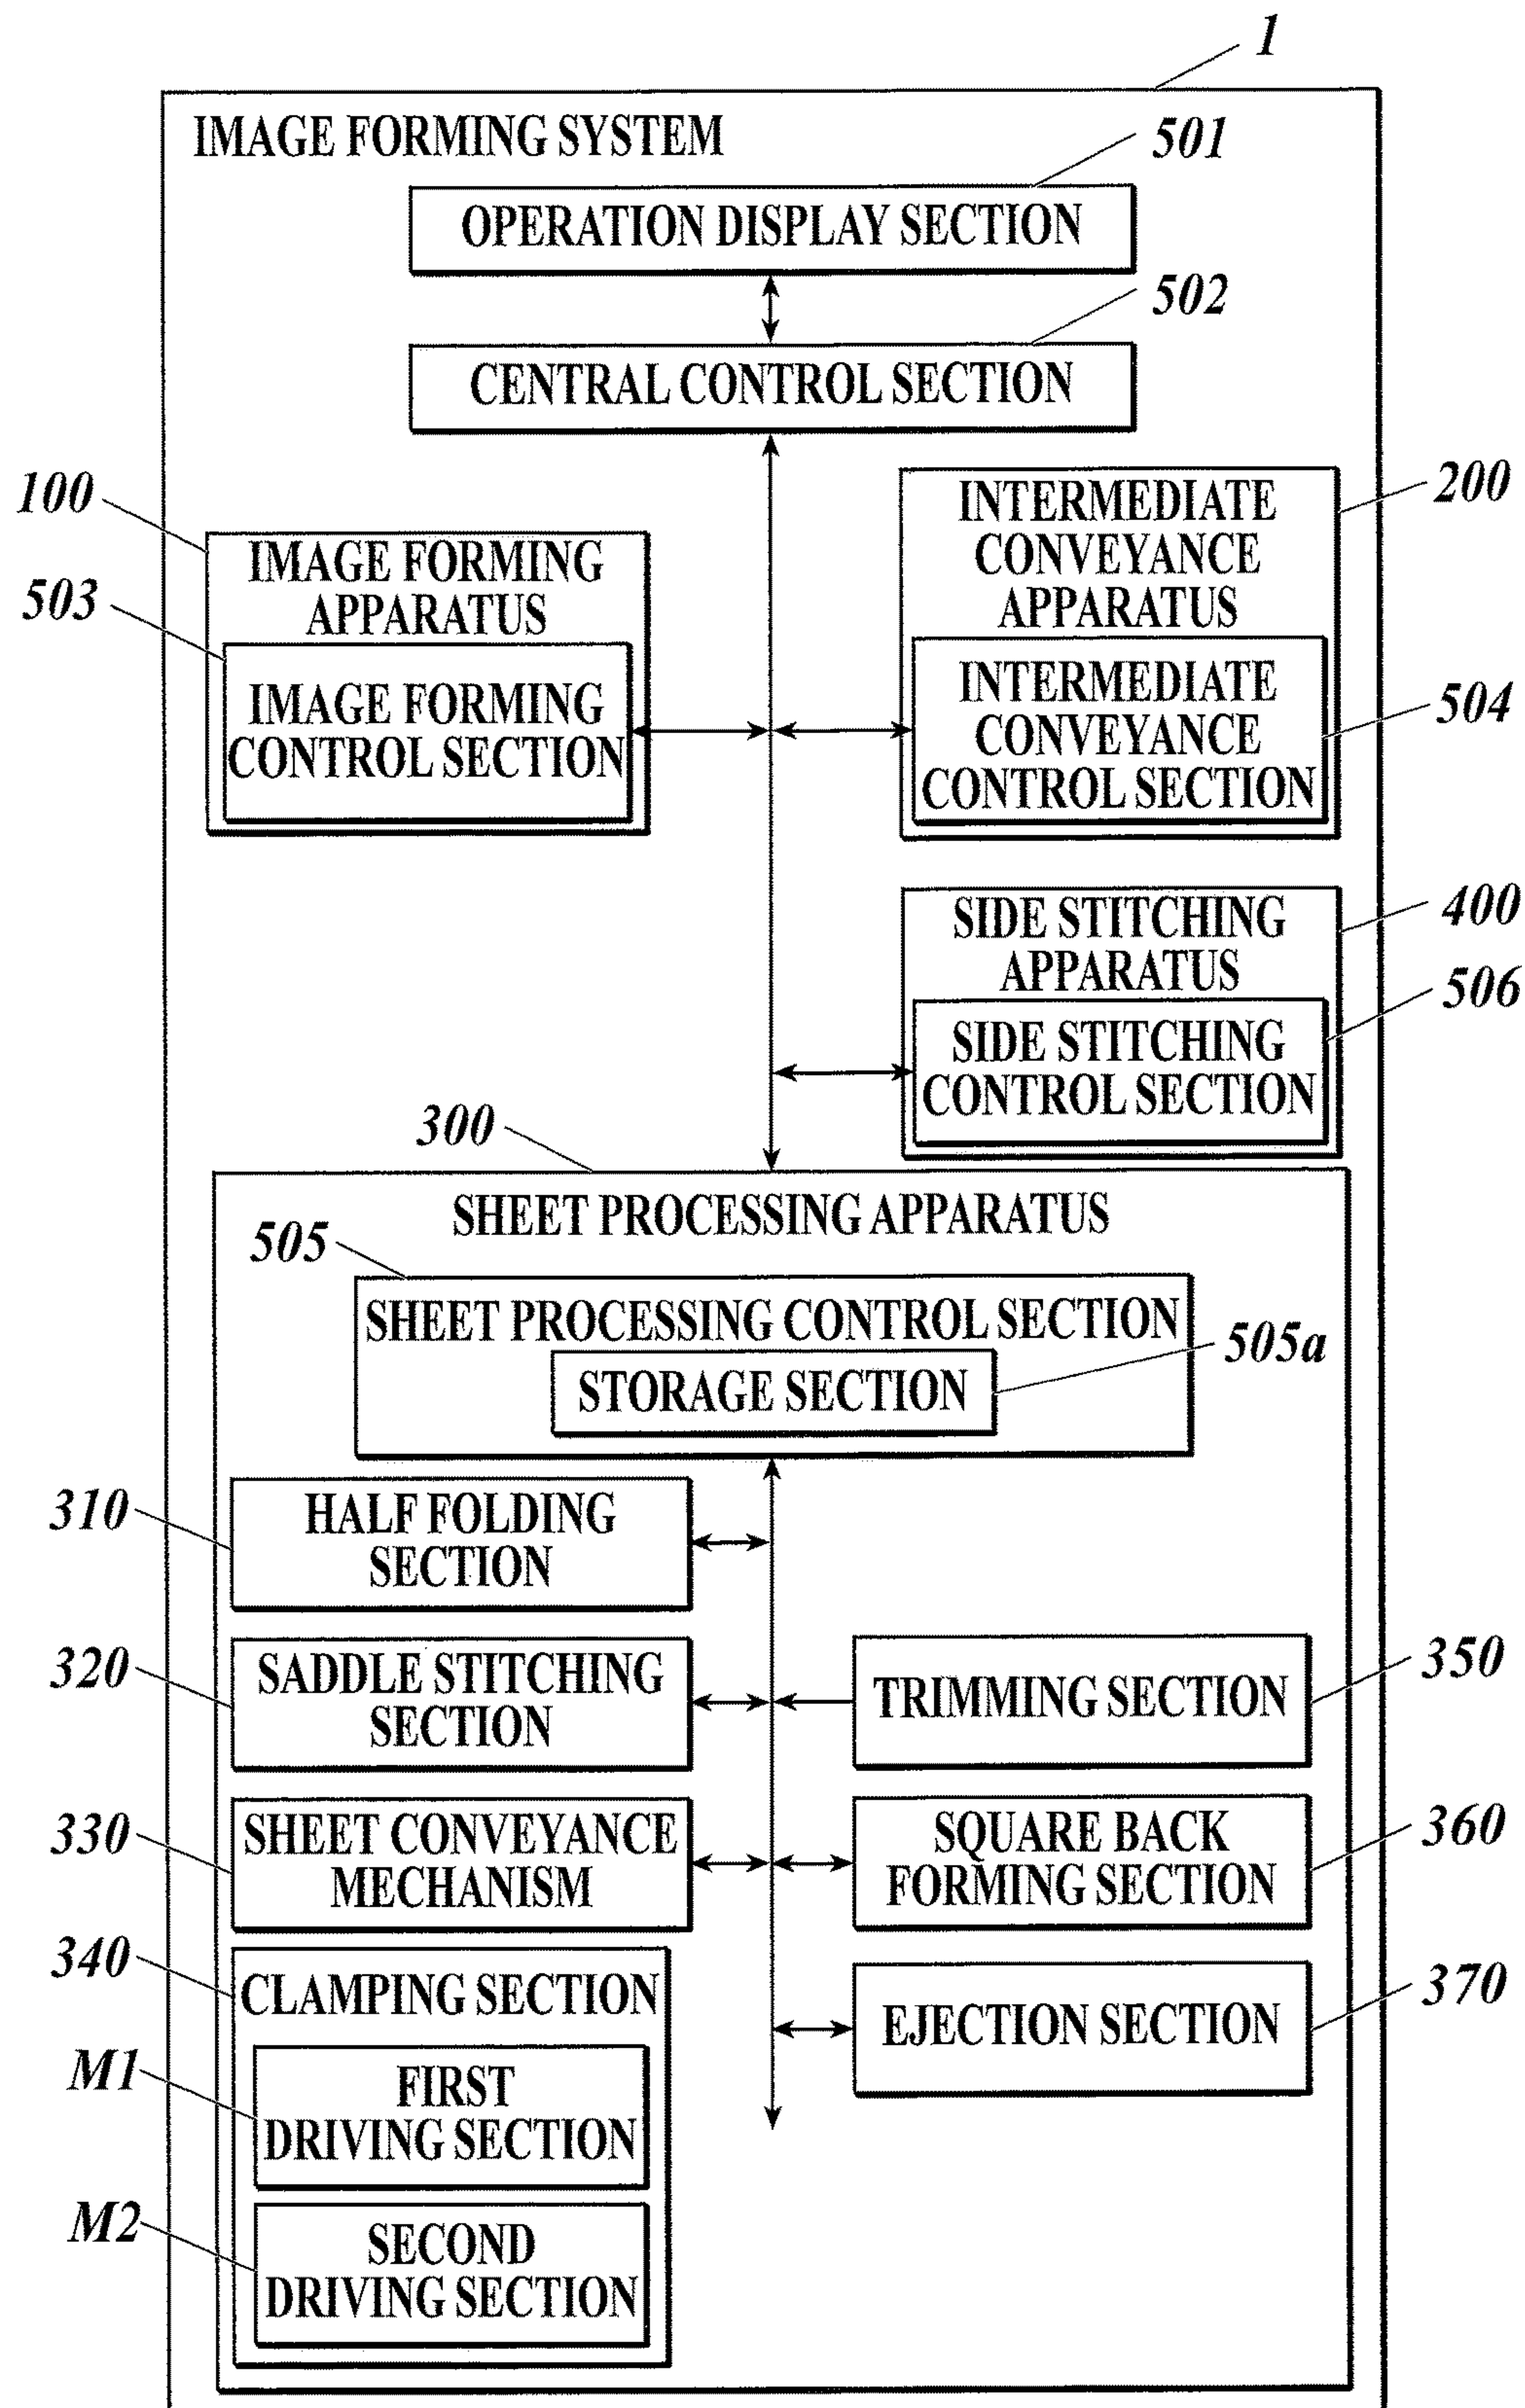 1
IMAGE FORMING SYSTEM
501
OPERATION DISPLAY SECTION
502
CENTRAL CONTROL SECTION
100
IMAGE FORMING
APPARATUS
503
IMAGE FORMING
CONTROL SECTION
200
INTERMEDIATE
CONVEYANCE
APPARATUS
INTERMEDIATE
CONVEYANCE
CONTROL SECTION
504
400
SIDE STITCHING
APPARATUS
506
SIDE STITCHING
CONTROL SECTION
300
SHEET PROCESSING APPARATUS
505
SHEET PROCESSING CONTROL SECTION
505a
STORAGE SECTION
310
HALF FOLDING
SECTION
320
SADDLE STITCHING
SECTION
350
TRIMMING SECTION
330
SHEET CONVEYANCE
MECHANISM
360
SQUARE BACK
FORMING SECTION
340
CLAMPING SECTION
370
EJECTION SECTION
M1
FIRST
DRIVING SECTION
M2
SECOND
DRIVING SECTION